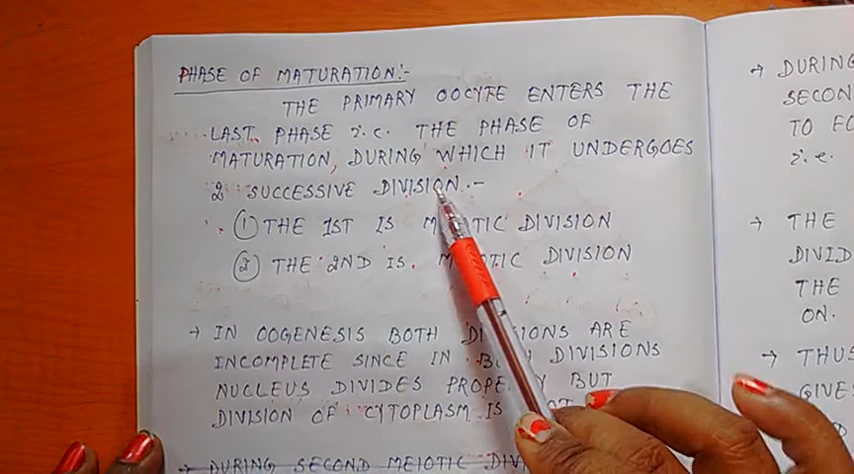 PHASE OF MATURATION:-
THE PRIMARY OOCYTE ENTERS THE
LAST PHASE i.e. THE PHASE OF
MATURATION, DURING WHICH IT UNDERGOES
2 SUCCESSIVE DIVISION.-
① THE 1ST IS DIVISION
② THE 2ND IS. DIVISION
→ IN OOGENESIS BOTH ARE
INCOMPLETE SINCE IN DIVISIONS
NUCLEUS DIVIDES BUT
DIVISION OF CYTOPLASM IS
→ DURING SECOND MEIOTIC
→ DURING
SECON
TO EQ
i.e.
→ THE
DIVID
THE
ON.
→ THUS
GIVES